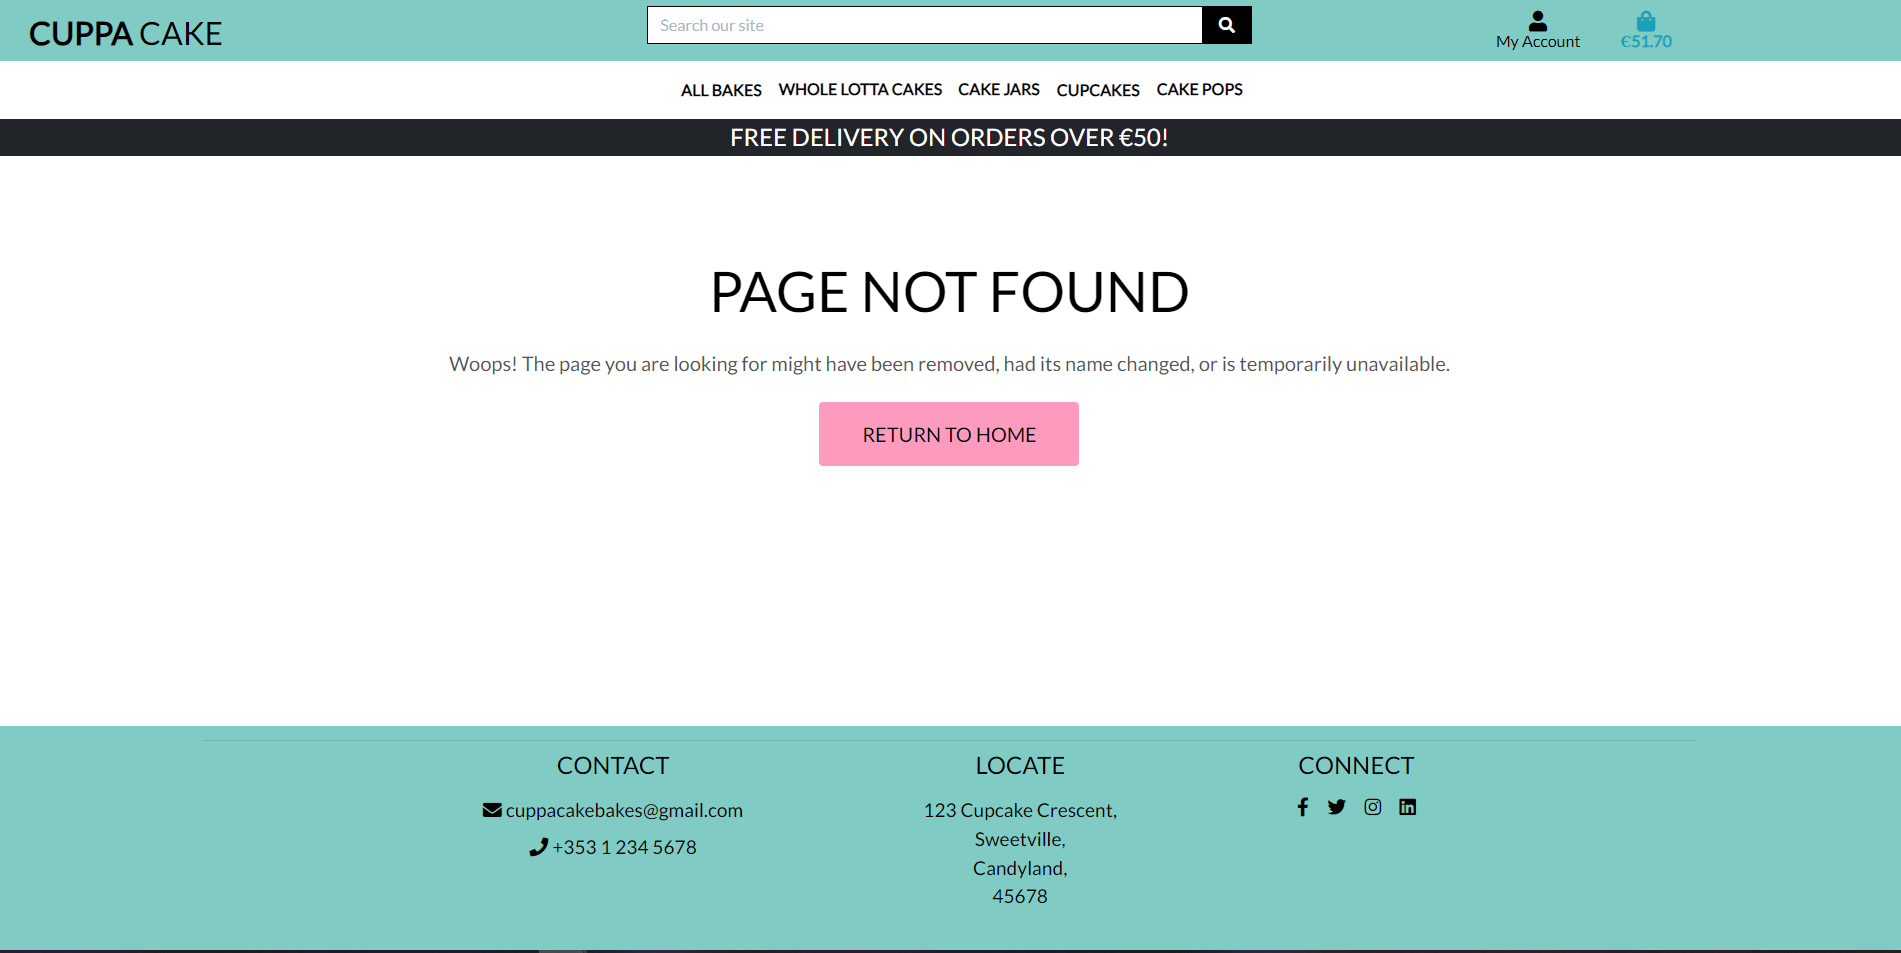 CUPPA CAKE
Search our site
My Account
€51.70
ALL BAKES WHOLE LOTTA CAKES CAKE JARS CUPCAKES CAKE POPS
FREE DELIVERY ON ORDERS OVER €50!
PAGE NOT FOUND
Woops! The page you are looking for might have been removed, had its name changed, or is temporarily unavailable.
RETURN TO HOME
CONTACT
cuppacakebakes@gmail.com
+353 1 234 5678
LOCATE
123 Cupcake Crescent,
Sweetville,
Candyland,
45678
CONNECT